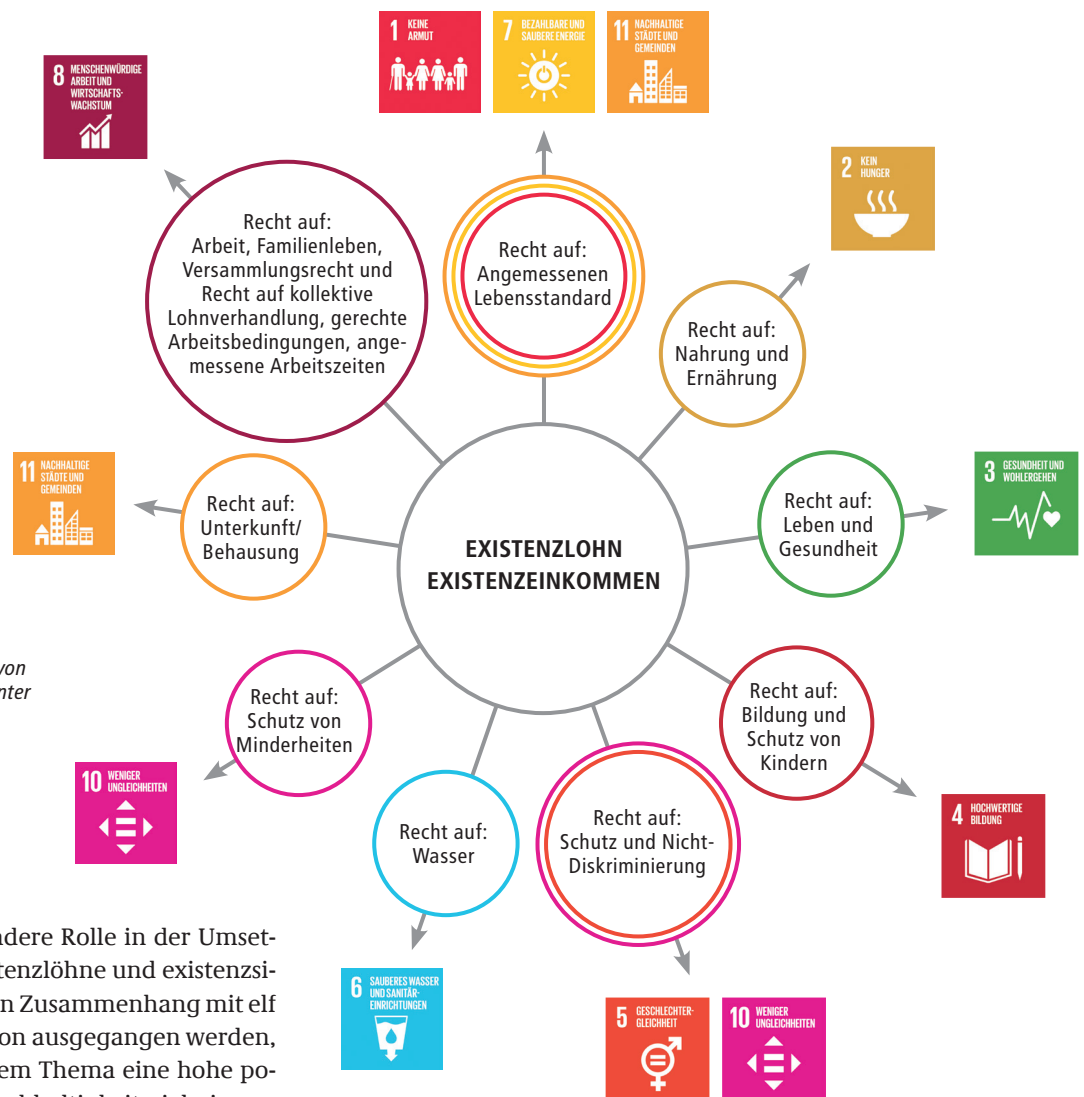 1 KEINE
ARMUT
7 BEZAHLBARE UND
SAUBERE ENERGIE
11 NACHHALTIGE
STÄDTE UND
GEMEINDEN
8 MENSCHENWÜRDIGE
ARBEIT UND
WIRTSCHAFTS-
WACHSTUM
2 KEIN
HUNGER
Recht auf:
Arbeit, Familienleben,
Versammlungsrecht und
Recht auf kollektive
Lohnverhandlung, gerechte
Arbeitsbedingungen, ange-
messene Arbeitszeiten
Recht auf:
Angemessenen
Lebensstandard
Recht auf:
Nahrung und
Ernährung
11 NACHHALTIGE
STÄDTE UND
GEMEINDEN
Recht auf:
Unterkunft/
Behausung
EXISTENZLOHN
EXISTENZEINKOMMEN
Recht auf:
Leben und
Gesundheit
3 GESUNDHEIT UND
WOHLERGEHEN
von
nter
Recht auf:
Schutz von
Minderheiten
Recht auf:
Bildung und
Schutz von
Kindern
10 WENIGER
UNGLEICHHEITEN
Recht auf:
Wasser
Recht auf:
Schutz und Nicht-
Diskriminierung
4 HOCHWERTIGE
BILDUNG
ndere Rolle in der Umset-
tenzlöhne und existenzsi-
n Zusammenhang mit elf
on ausgegangen werden,
em Thema eine hohe po-
6 SAUBERES WASSER
UND SANITÄR-
EINRICHTUNGEN
5 GESCHLECHTER-
GLEICHHEIT
10 WENIGER
UNGLEICHHEITEN